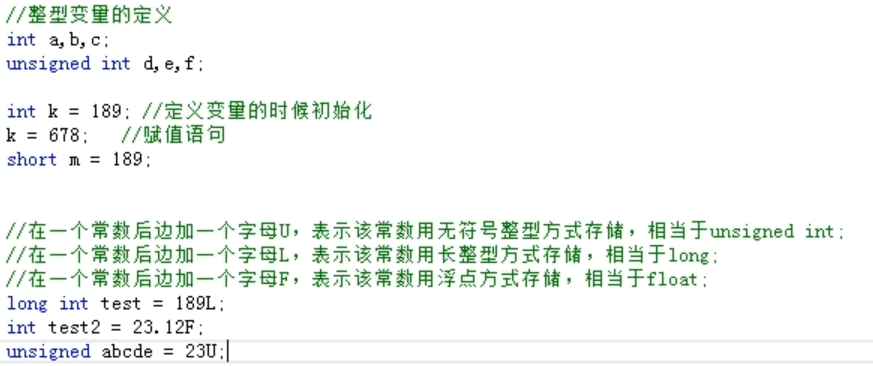 //整型变量的定义
int a,b,c;
unsigned int d,e,f;
int k = 189; //定义变量的时候初始化
k = 678; //赋值语句
short m = 189;
//在一个常数后边加一个字母U，表示该常数用无符号整型方式存储，相当于unsigned int;
//在一个常数后边加一个字母L，表示该常数用长整型方式存储，相当于long;
//在一个常数后边加一个字母F，表示该常数用浮点方式存储，相当于float;
long int test = 189L;
int test2 = 23.12F;
unsigned abcde = 23U;